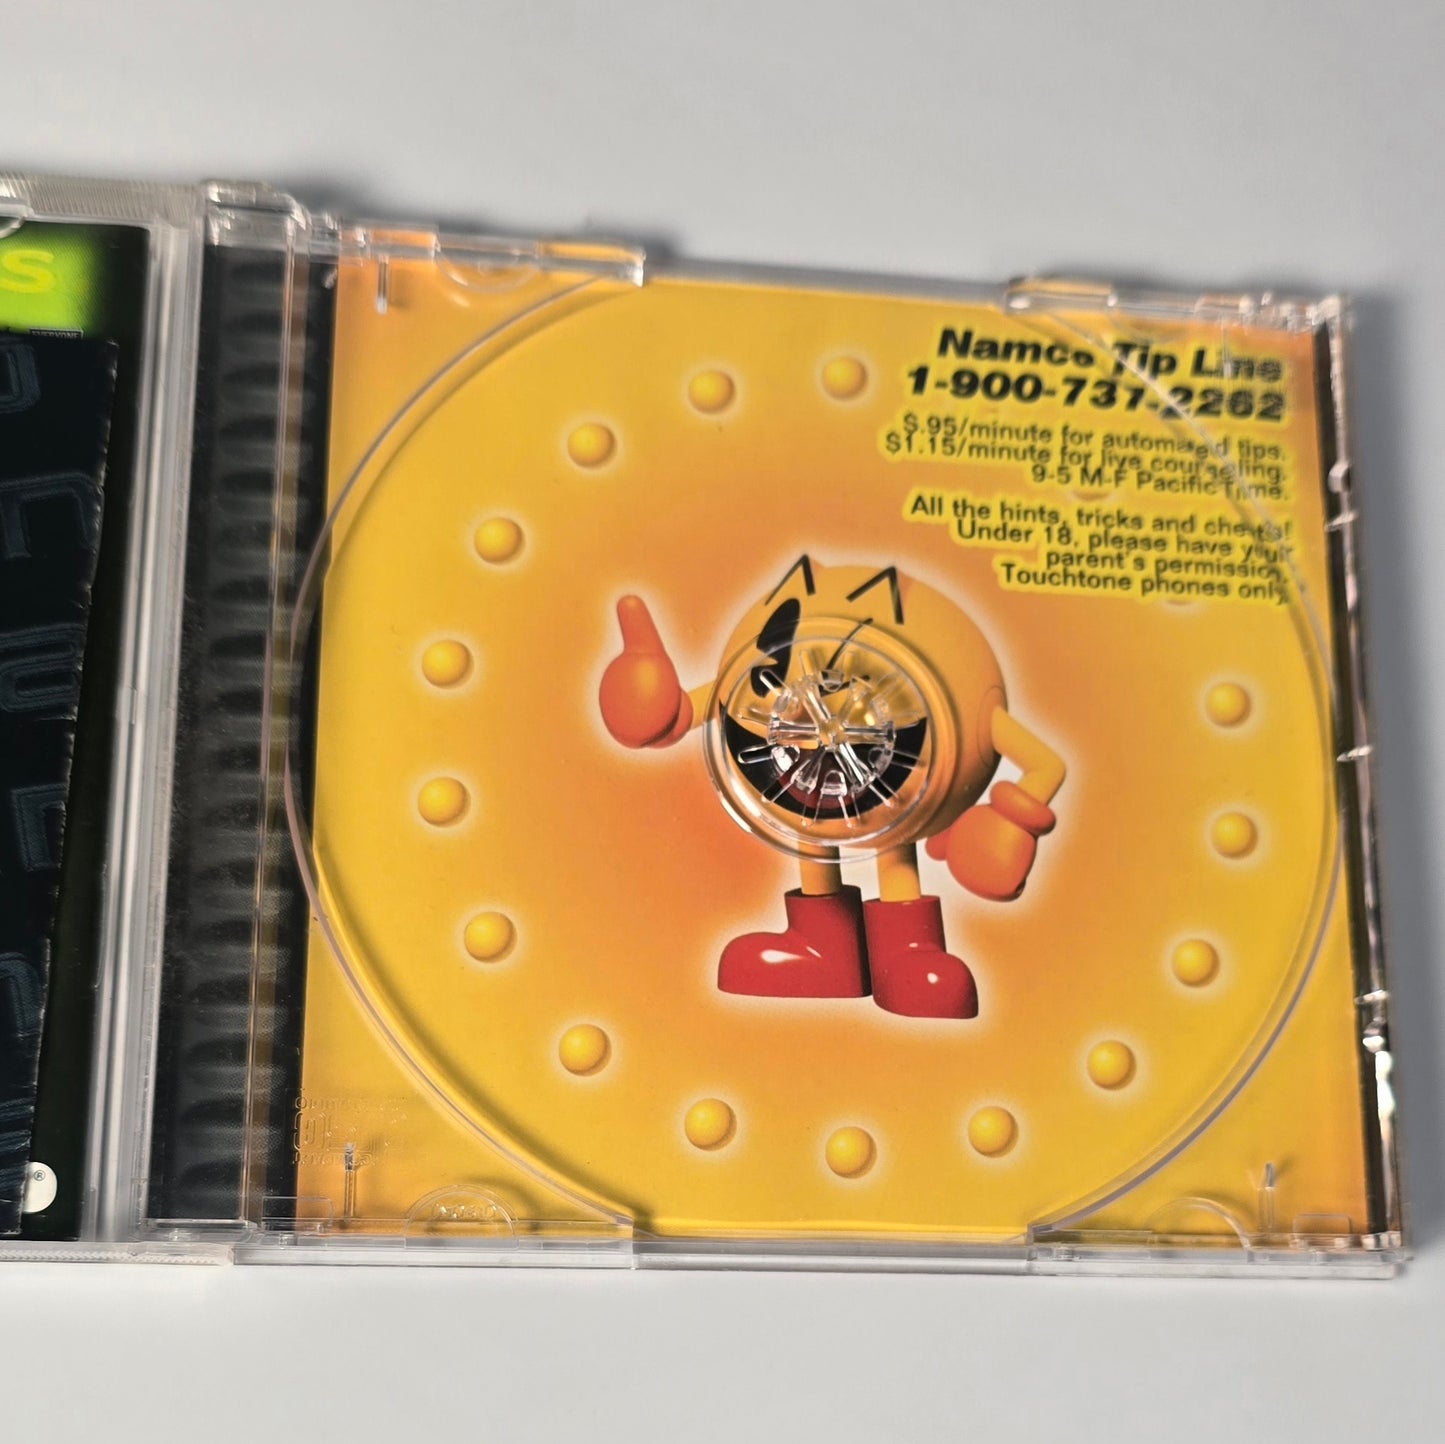 S
EVERYONE
Namco Tip Line
1-900-737-2262
$.95/minute for automated tips.
$1.15/minute for live counseling.
9-5 M-F Pacific Time.
All the hints, tricks and cheats!
Under 18, please have your
parent's permission.
Touchtone phones only.
®